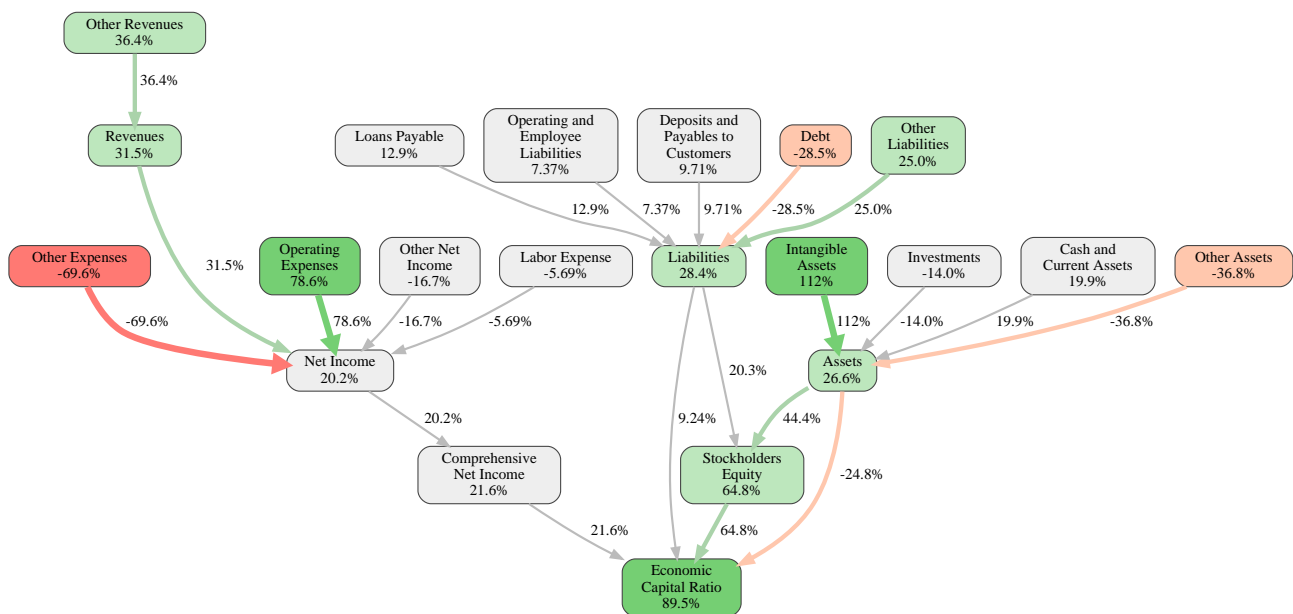 Other Revenues
36.4%
36.4%
Revenues
31.5%
Loans Payable
12.9%
Operating and
Employee
Liabilities
7.37%
Deposits and
Payables to
Customers
9.71%
Debt
-28.5%
Other
Liabilities
25.0%
12.9%
7.37%
9.71%
-28.5%
25.0%
Other Expenses
-69.6%
31.5%
Operating
Expenses
78.6%
Other Net
Income
-16.7%
Labor Expense
-5.69%
Liabilities
28.4%
Intangible
Assets
112%
Investments
-14.0%
Cash and
Current Assets
19.9%
Other Assets
-36.8%
-69.6%
78.6%
-16.7%
-5.69%
112%
-14.0%
19.9%
-36.8%
Net Income
20.2%
20.3%
Assets
26.6%
20.2%
9.24%
44.4%
Comprehensive
Net Income
21.6%
Stockholders
Equity
64.8%
-24.8%
21.6%
64.8%
Economic
Capital Ratio
89.5%